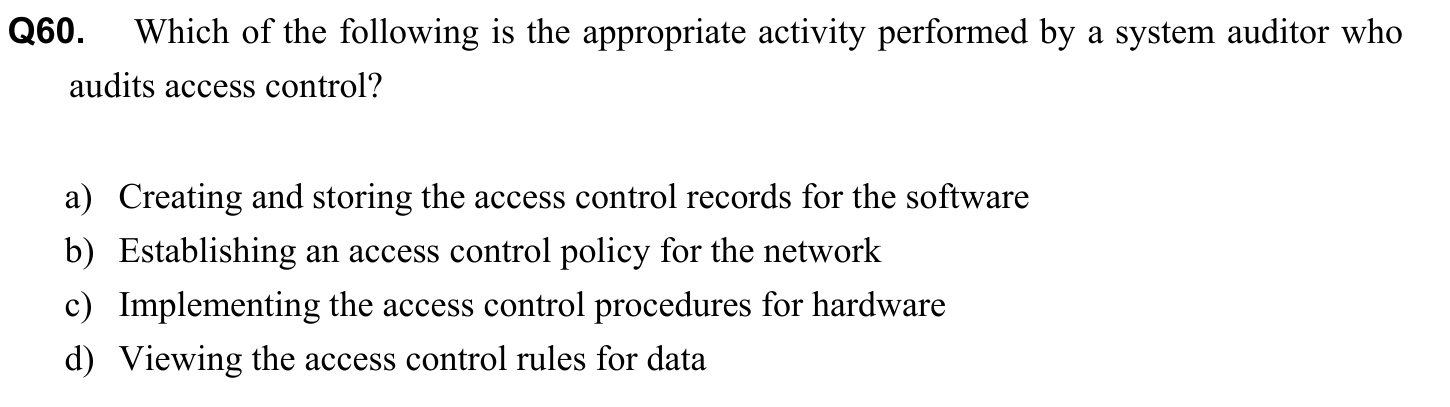 Q60. Which of the following is the appropriate activity performed by a system auditor who
audits access control?
a) Creating and storing the access control records for the software
b) Establishing an access control policy for the network
c) Implementing the access control procedures for hardware
d) Viewing the access control rules for data